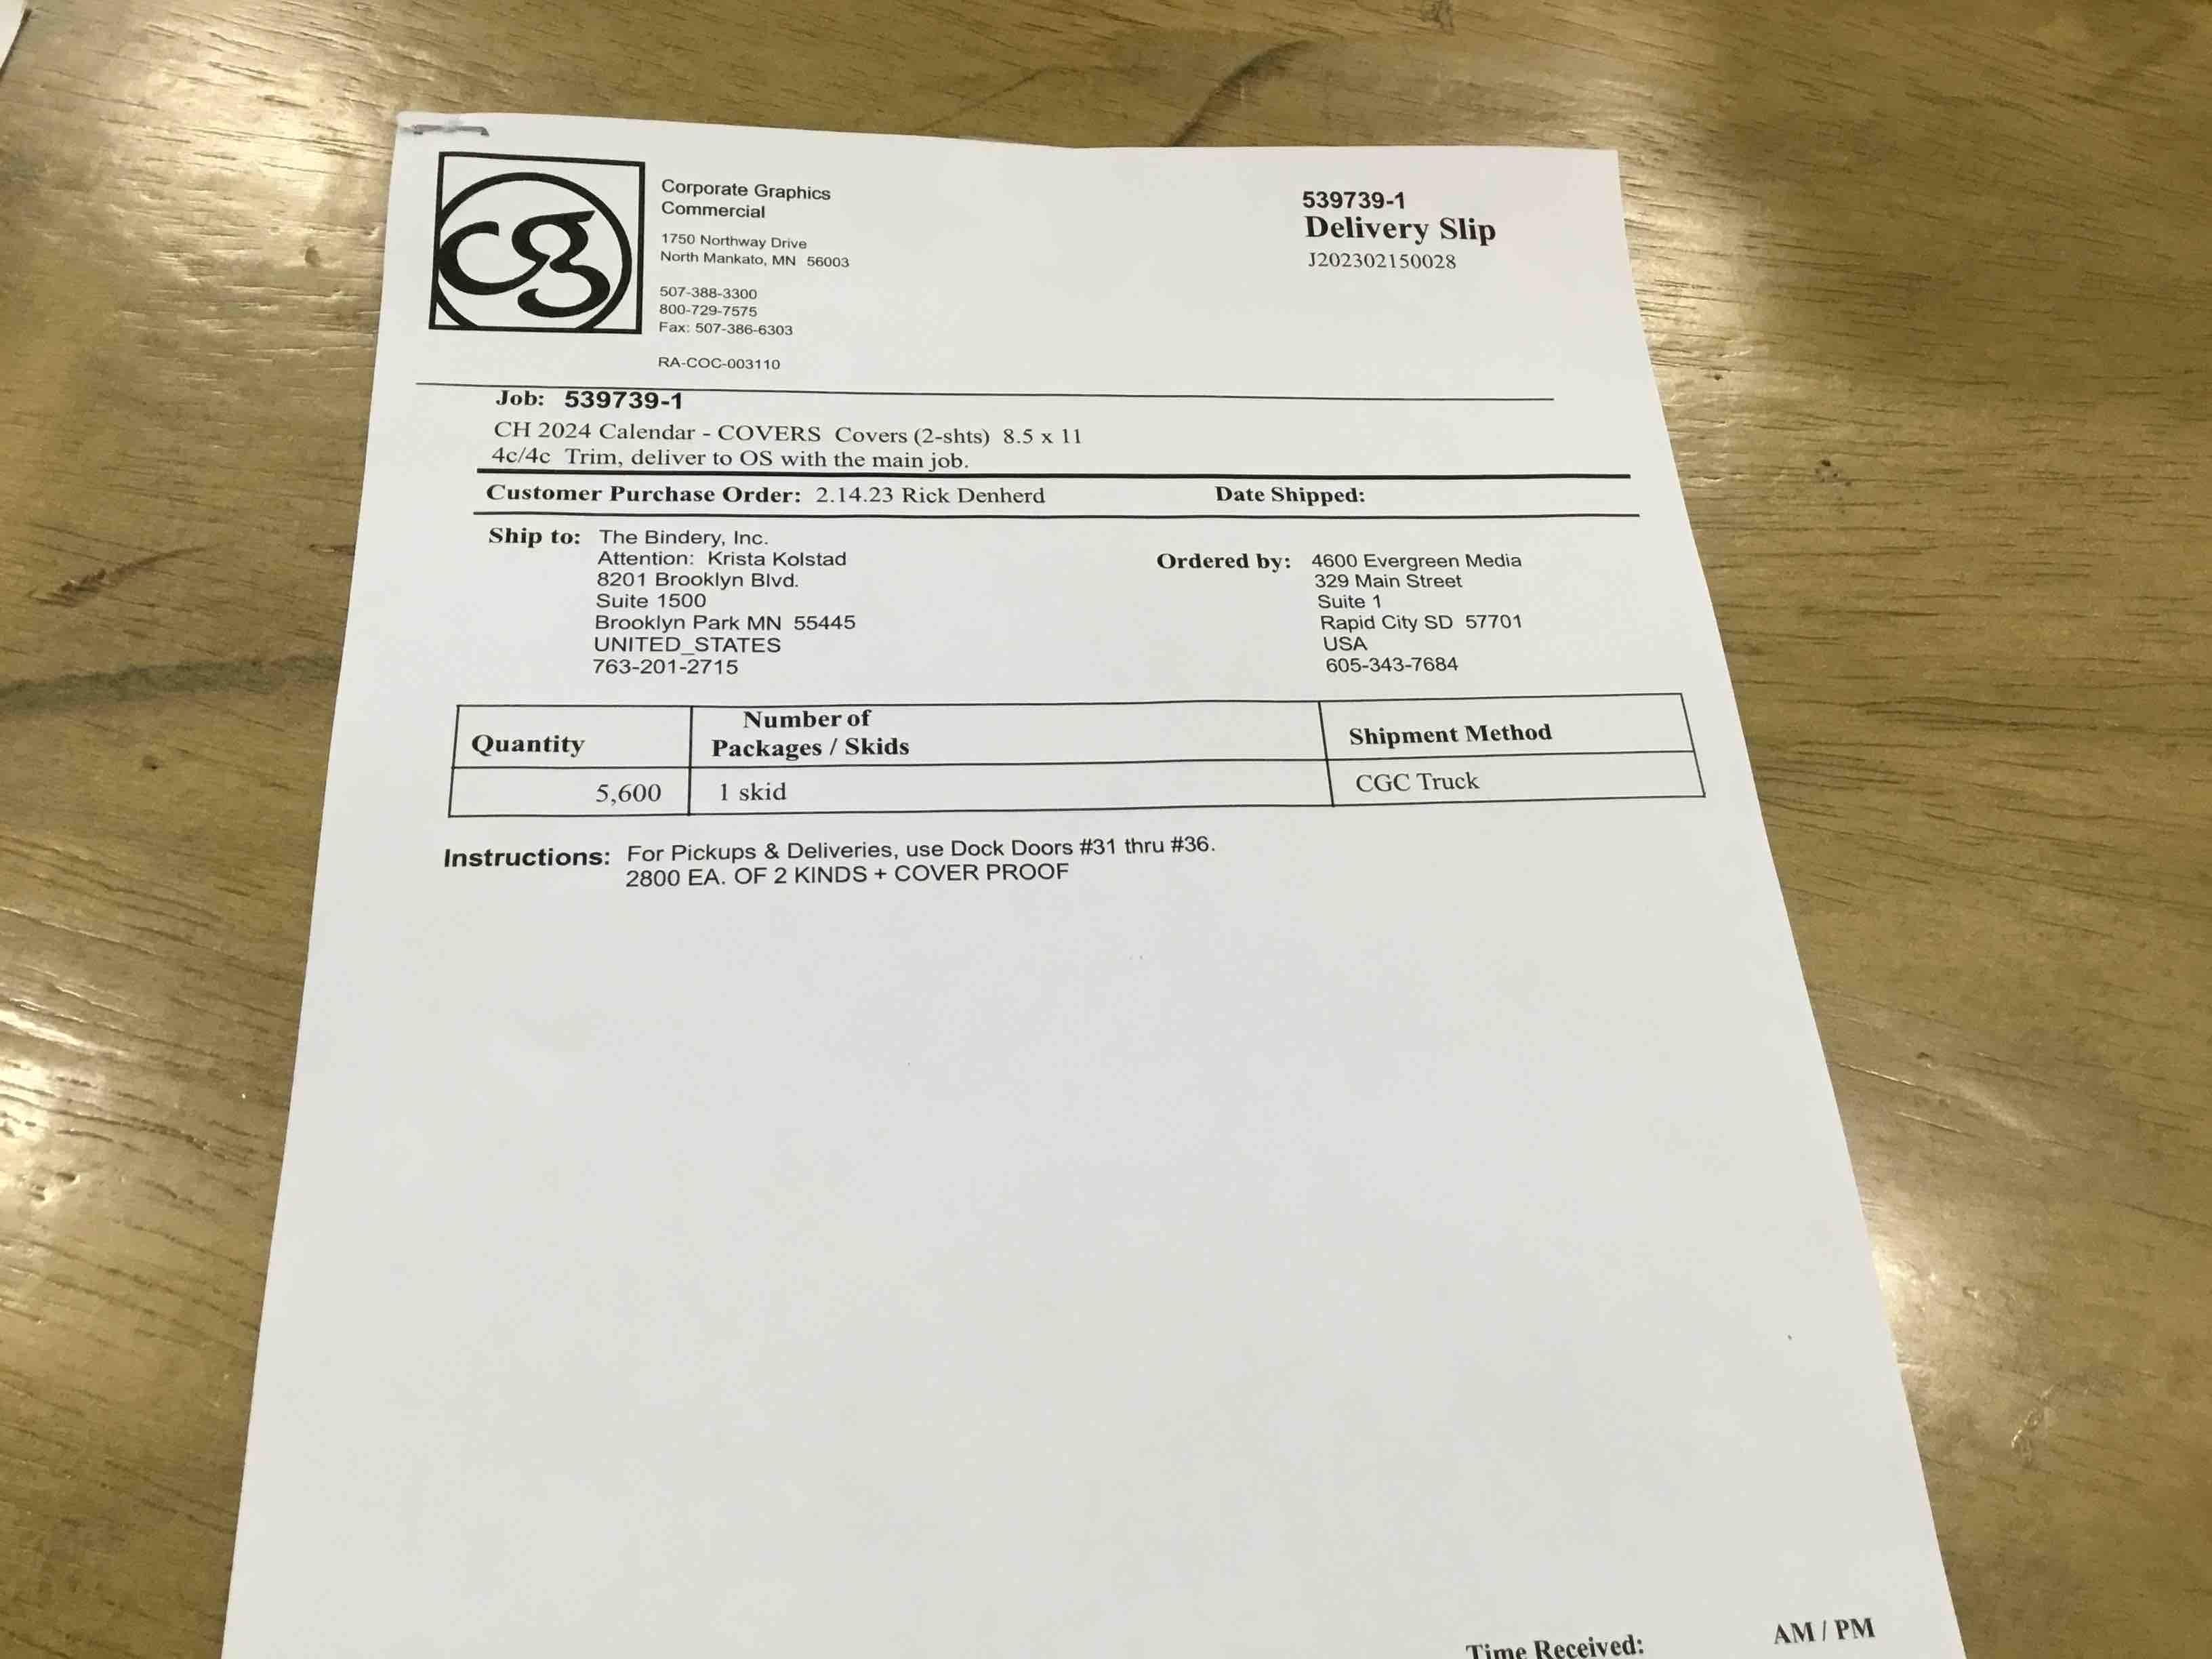 cg
Corporate Graphics
Commercial
1750 Northway Drive
North Mankato, MN 56003
507-388-3300
800-729-7575
Fax: 507-386-6303
RA-COC-003110
539739-1
Delivery Slip
J202302150028
Job: 539739-1
CH 2024 Calendar - COVERS Covers (2-shts) 8.5 x 11
4c/4c Trim, deliver to OS with the main job.
Customer Purchase Order: 2.14.23 Rick Denherd
Date Shipped:
Ship to: The Bindery, Inc.
Attention: Krista Kolstad
8201 Brooklyn Blvd.
Suite 1500
Brooklyn Park MN 55445
UNITED_STATES
763-201-2715
Ordered by: 4600 Evergreen Media
329 Main Street
Suite 1
Rapid City SD 57701
USA
605-343-7684
Quantity
Number of
Packages / Skids
Shipment Method
5,600
1 skid
CGC Truck
Instructions: For Pickups & Deliveries, use Dock Doors #31 thru #36.
2800 EA. OF 2 KINDS + COVER PROOF
Time Received: AM / PM